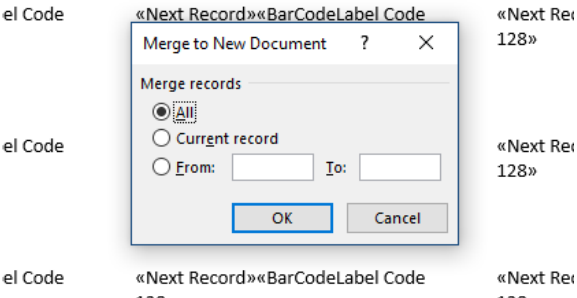 el Code «Next Record»«BarCodeLabel Code «Next Rec
128»
Merge to New Document ? ×
Merge records
All
Current record
From: To:
OK Cancel
el Code «Next Rec
128»
el Code «Next Record»«BarCodeLabel Code «Next Rec